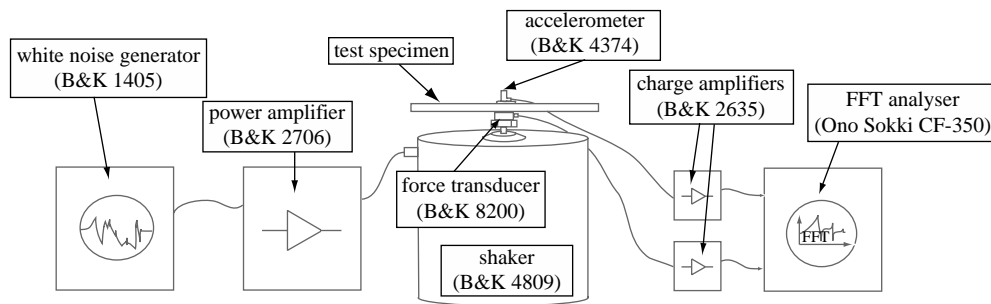 white noise generator
(B&K 1405)
power amplifier
(B&K 2706)
test specimen
accelerometer
(B&K 4374)
force transducer
(B&K 8200)
shaker
(B&K 4809)
charge amplifiers
(B&K 2635)
FFT analyser
(Ono Sokki CF-350)
FFT